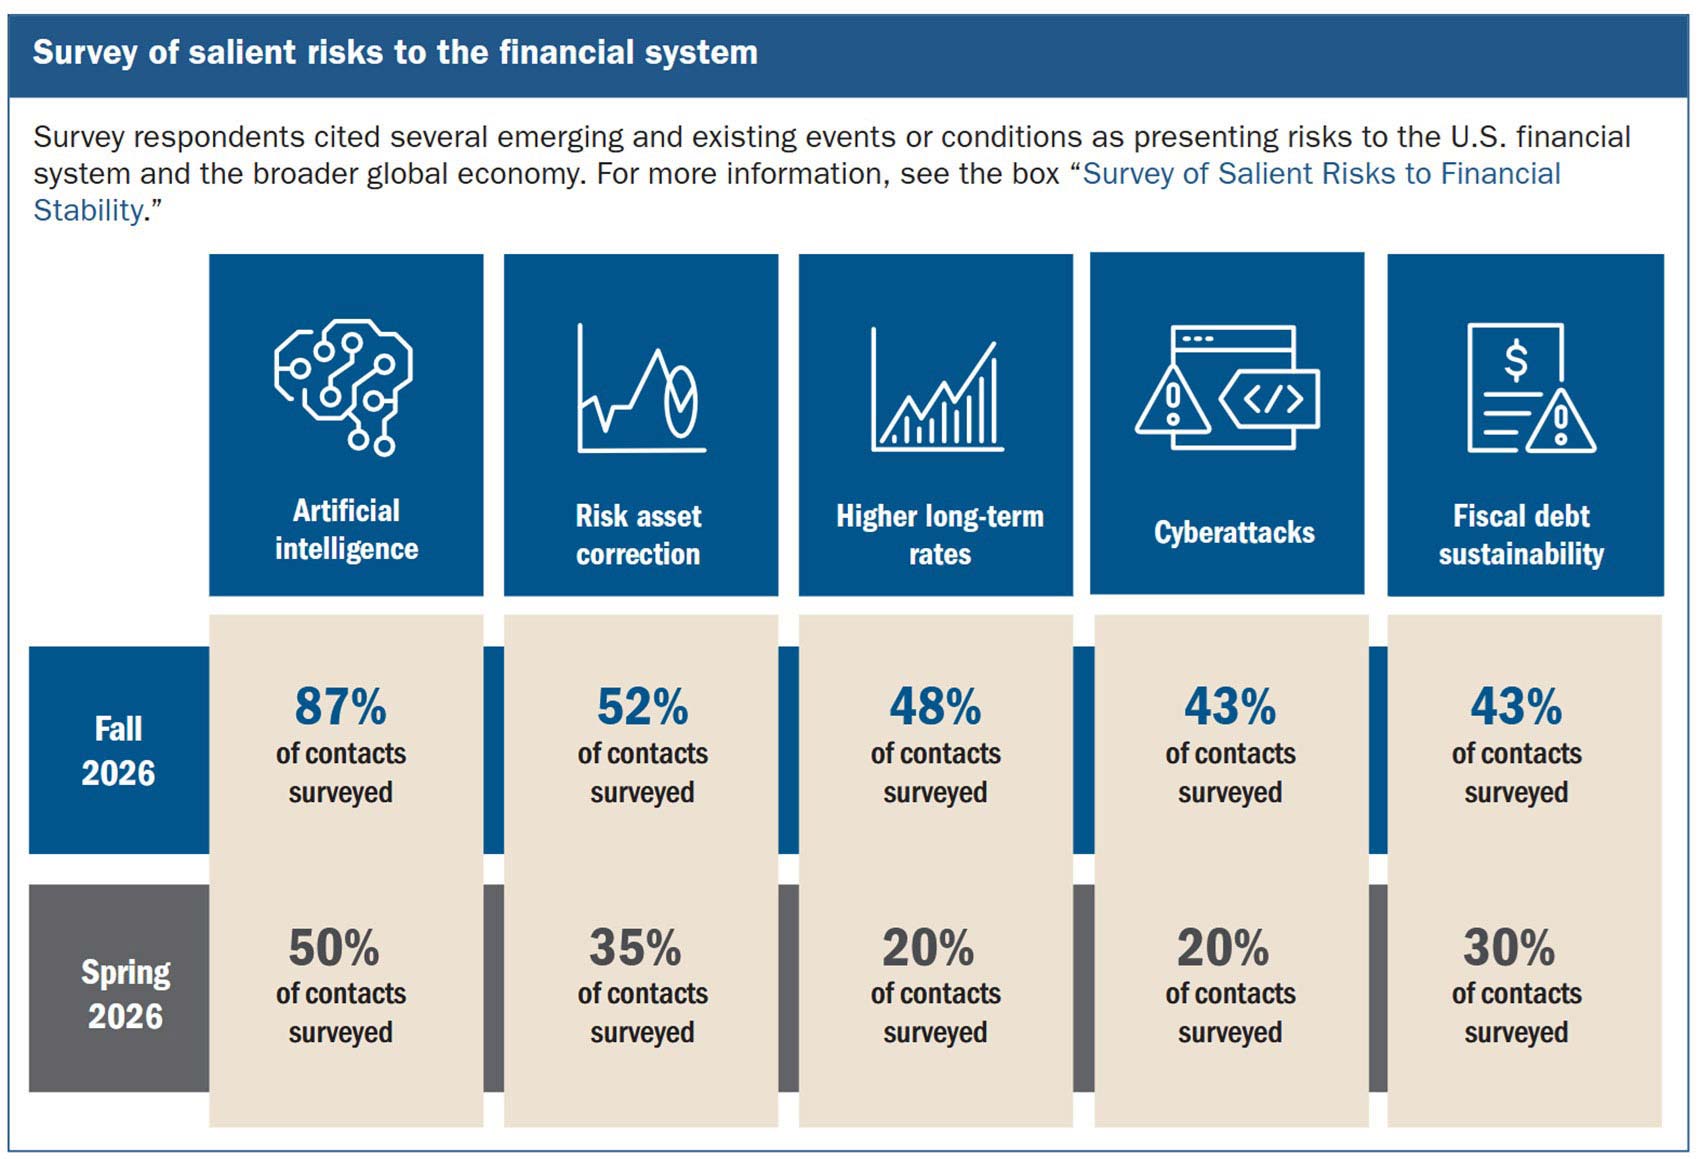 Survey of salient risks to the financial system
Survey respondents cited several emerging and existing events or conditions as presenting risks to the U.S. financial
system and the broader global economy. For more information, see the box “Survey of Salient Risks to Financial
Stability.”
$
</>
Artificial
intelligence
Risk asset
correction
Higher long-term
rates
Cyberattacks
Fiscal debt
sustainability
Fall
2026
87%
of contacts
surveyed
52%
of contacts
surveyed
48%
of contacts
surveyed
43%
of contacts
surveyed
43%
of contacts
surveyed
Spring
2026
50%
of contacts
surveyed
35%
of contacts
surveyed
20%
of contacts
surveyed
20%
of contacts
surveyed
30%
of contacts
surveyed